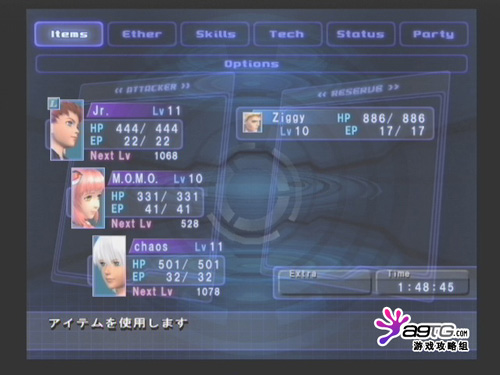 Items Ether Skills Tech Status Party
Options
<< ATTACKER >>
L
Jr. Lv 11
HP 444/ 444
EP 22/ 22
Next Lv 1068
M.O.M.O. Lv 10
HP 331/ 331
EP 41/ 41
Next Lv 528
chaos Lv 11
HP 501/ 501
EP 32/ 32
Next Lv 1078
<< RESERVE >>
Ziggy HP 886/ 886
Lv 10 EP 17/ 17
Extra Time
1:48:45
アイテムを使用します
agTG.com
游戏攻略组